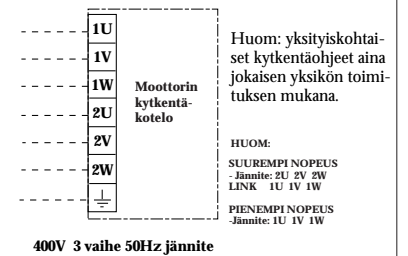 1U
1V
1W
2U
2V
2W
Moottorin
kytkentä-
kotelo
400V 3 vaihe 50Hz jännite
Huom: yksityiskohtai-
set kytkentäohjeet aina
jokaisen yksikön toimi-
tuksen mukana.
HUOM:
SUUREMPI NOPEUS
- Jännite: 2U 2V 2W
LINK 1U 1V 1W
PIENEMPI NOPEUS
-Jännite: 1U 1V 1W